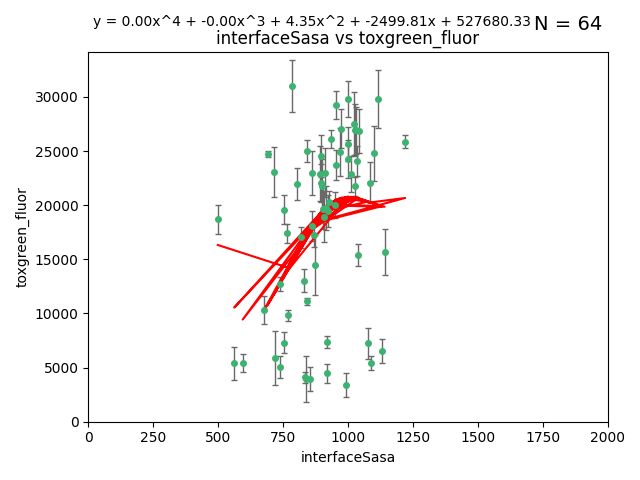 y = 0.00x^4 + -0.00x^3 + 4.35x^2 + -2499.81x + 527680.33
N = 64
interfaceSasa vs toxgreen_fluor
30000
25000
20000
15000
10000
5000
0
toxgreen_fluor
0 250 500 750 1000 1250 1500 1750 2000
interfaceSasa